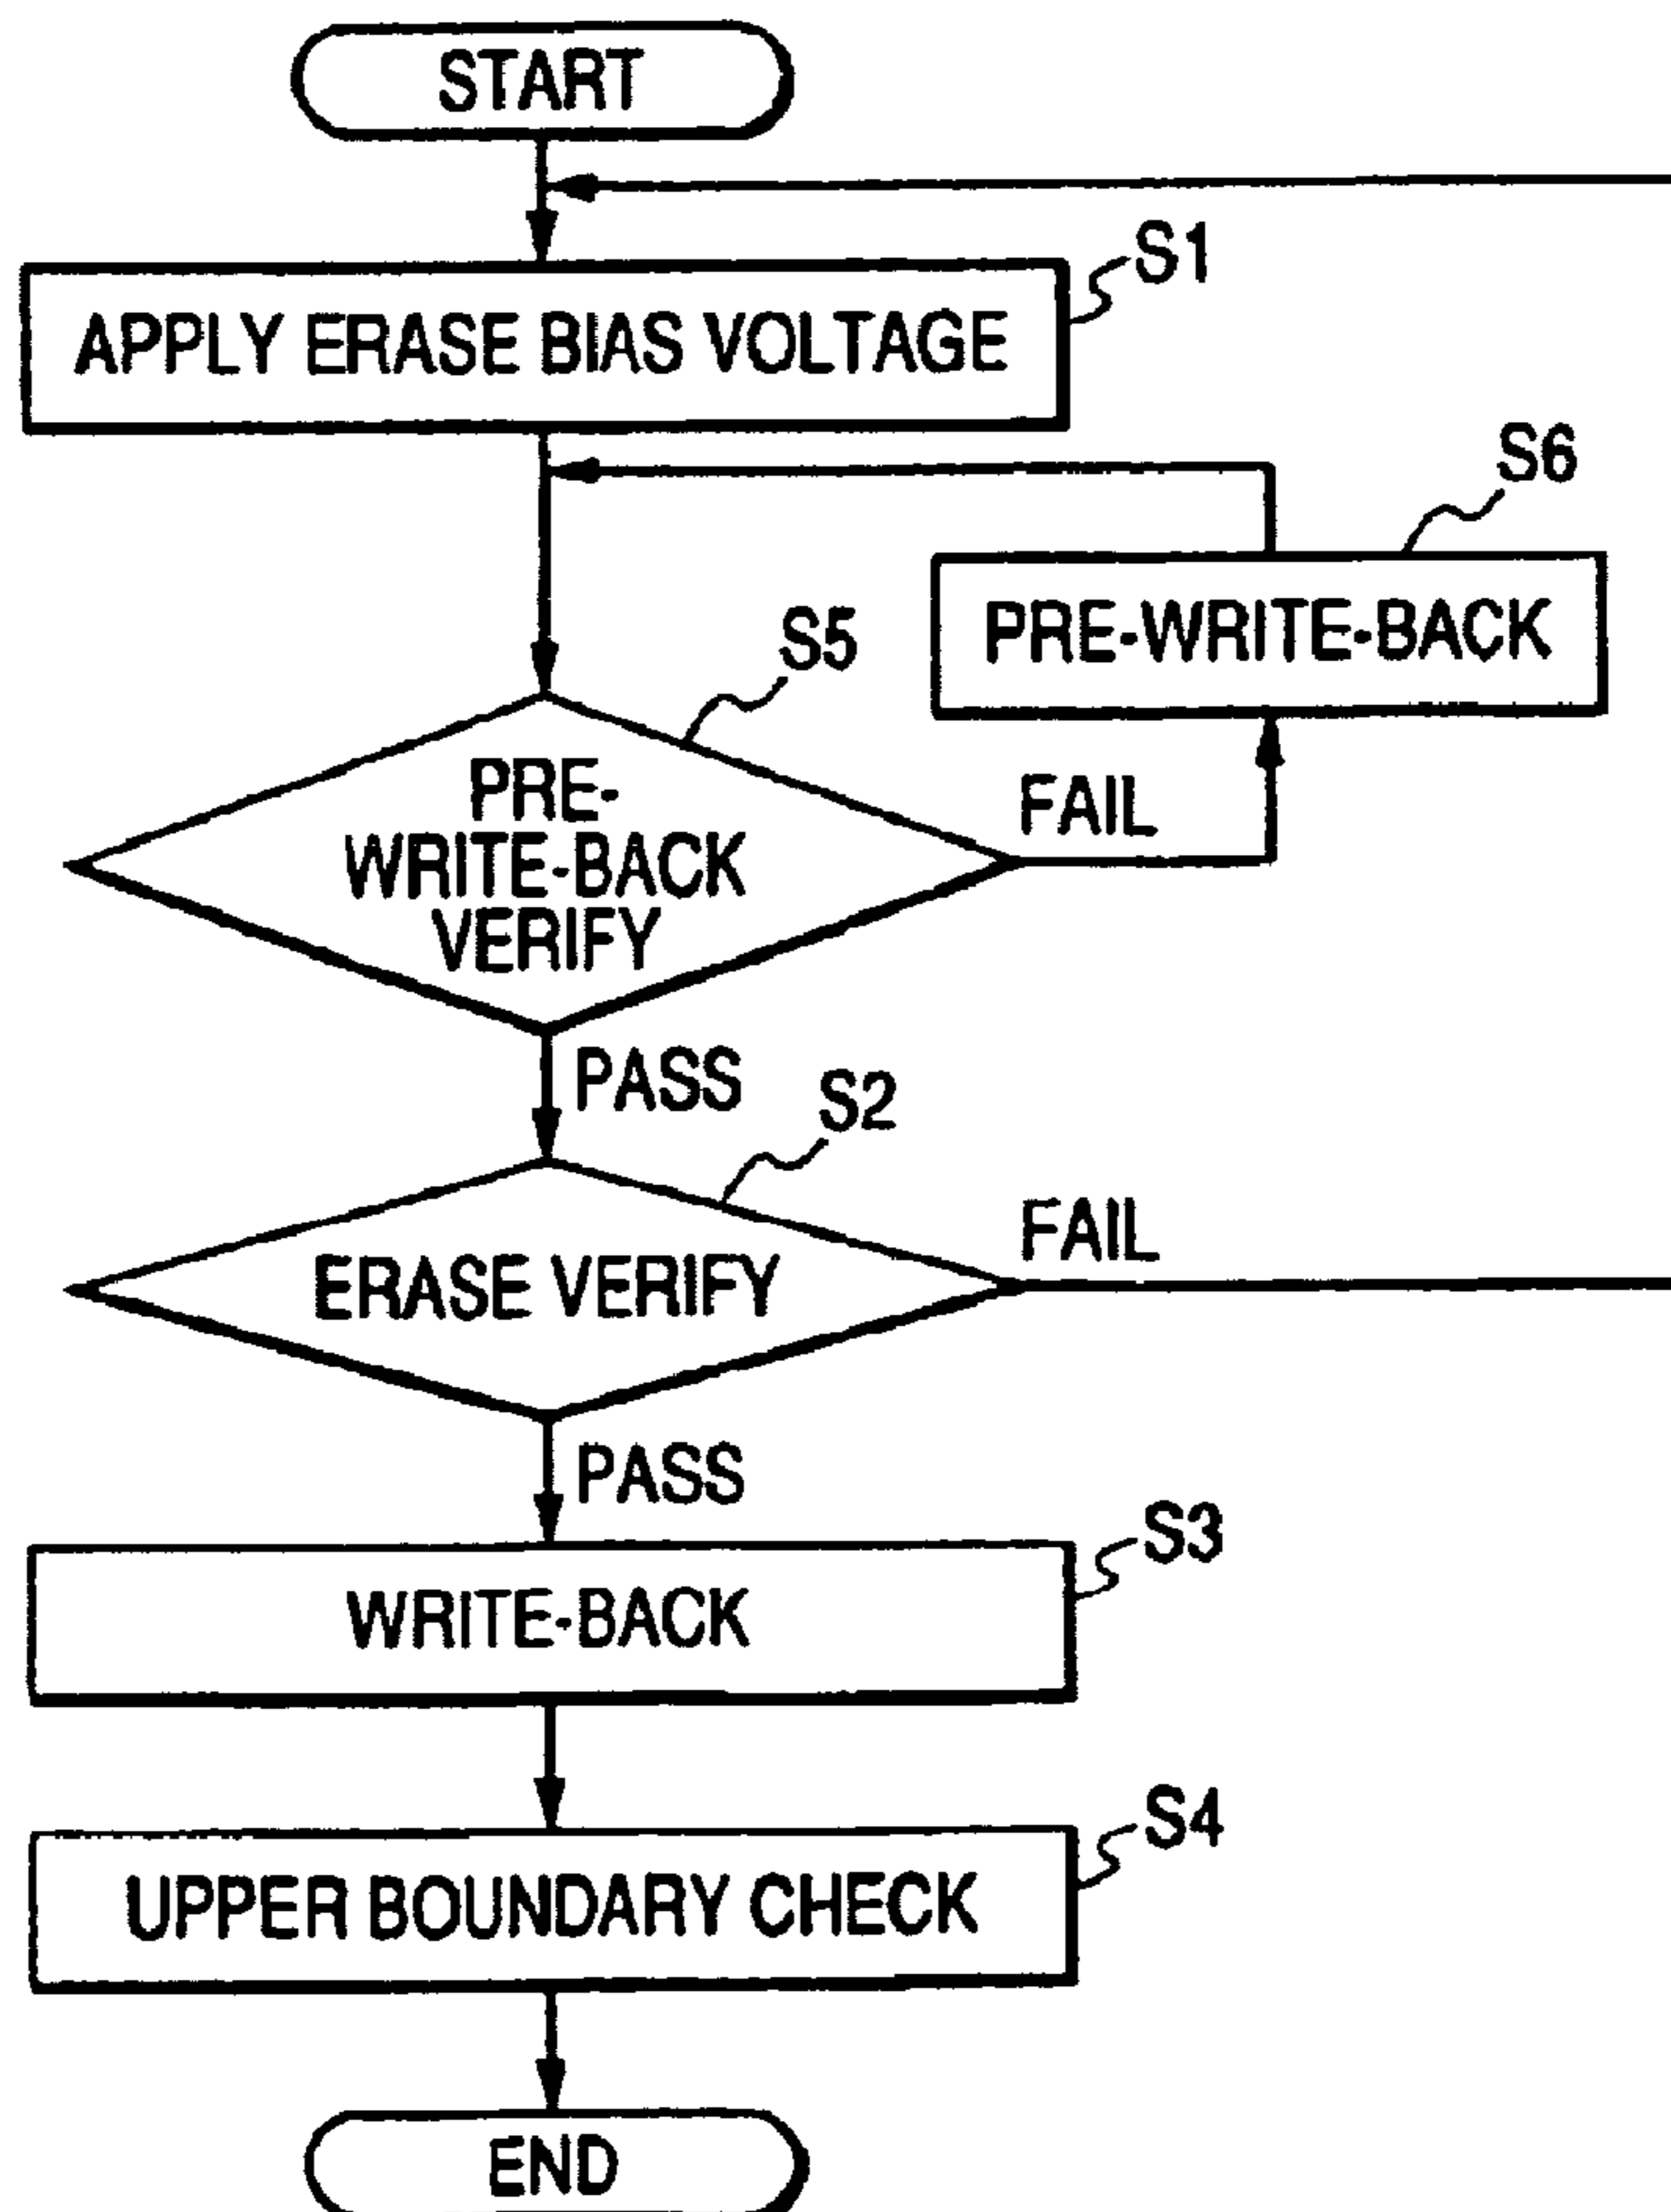 START
S1
APPLY ERASE BIAS VOLTAGE
S6
PRE-WRITE-BACK
S5
PRE-
WRITE-BACK
VERIFY
FAIL
PASS
S2
ERASE VERIFY
FAIL
PASS
S3
WRITE-BACK
S4
UPPER BOUNDARY CHECK
END